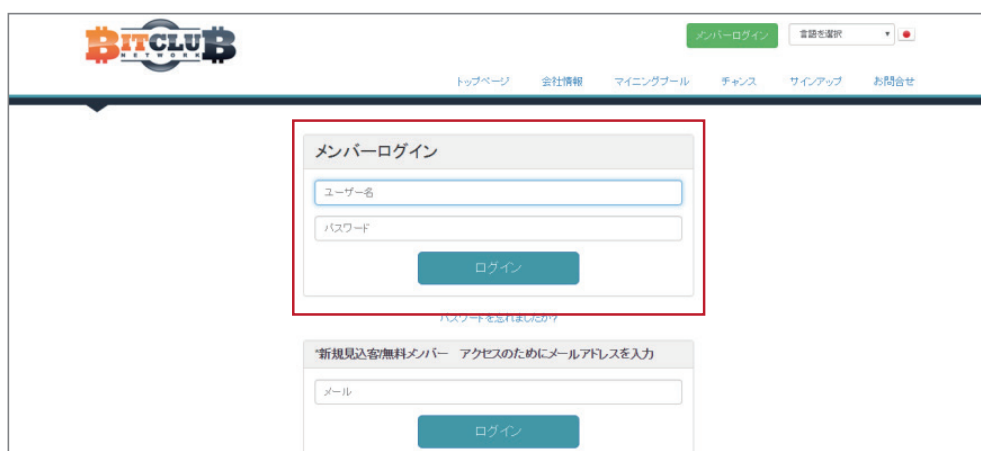 BITCLUB
NETWORK
メンバーログイン
言語を選択
トップページ 会社情報 マイニングプール チャンス サインアップ お問合せ
メンバーログイン
ユーザー名
パスワード
ログイン
パスワードを忘れましたか?
*新規見込客/無料メンバー アクセスのためにメールアドレスを入力
メール
ログイン